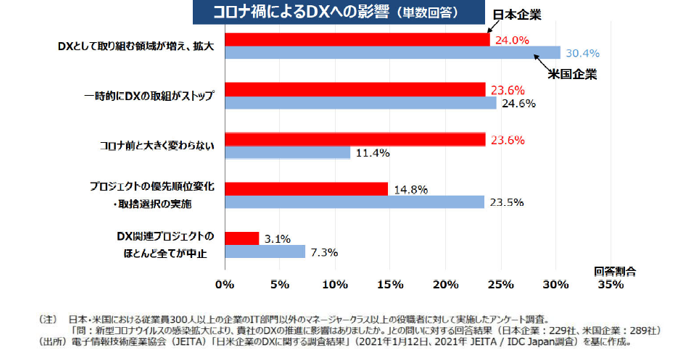 コロナ禍によるDXへの影響（単数回答）
日本企業
DXとして取り組む領域が増え、拡大
24.0%
30.4%
米国企業
一時的にDXの取組がストップ
23.6%
24.6%
コロナ前と大きく変わらない
23.6%
11.4%
プロジェクトの優先順位変化
・取捨選択の実施
14.8%
23.5%
DX関連プロジェクトの
ほとんど全てが中止
3.1%
7.3%
回答割合
0% 5% 10% 15% 20% 25% 30% 35%
（注） 日本・米国における従業員300人以上の企業のIT部門以外のマネージャークラス以上の役職者に対して実施したアンケート調査。
「問：新型コロナウイルスの感染拡大により、貴社のDXの推進に影響はありましたか。」との問いに対する回答結果（日本企業：229社、米国企業：289社）
（出所）電子情報技術産業協会（JEITA）「日米企業のDXに関する調査結果」（2021年1月12日、2021年 JEITA / IDC Japan調査）を基に作成。